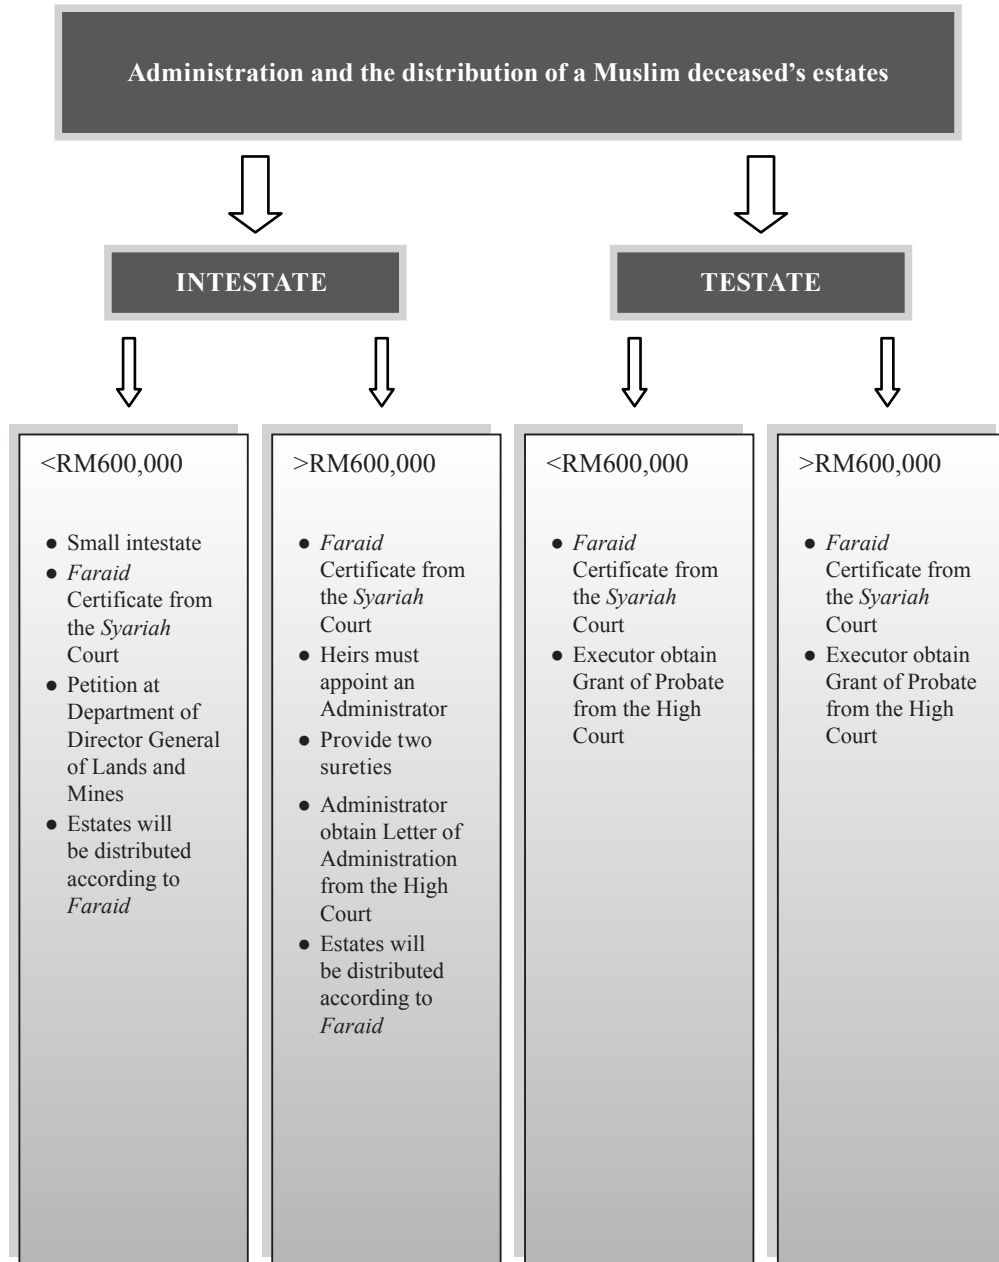 Administration and the distribution of a Muslim deceased's estates
INTESTATE
TESTATE
<RM600,000
● Small intestate
● Faraid
Certificate from
the Syariah
Court
● Petition at
Department of
Director General
of Lands and
Mines
● Estates will
be distributed
according to
Faraid
>RM600,000
● Faraid
Certificate from
the Syariah
Court
● Heirs must
appoint an
Administrator
● Provide two
sureties
● Administrator
obtain Letter of
Administration
from the High
Court
● Estates will
be distributed
according to
Faraid
<RM600,000
● Faraid
Certificate from
the Syariah
Court
● Executor obtain
Grant of Probate
from the High
Court
>RM600,000
● Faraid
Certificate from
the Syariah
Court
● Executor obtain
Grant of Probate
from the High
Court